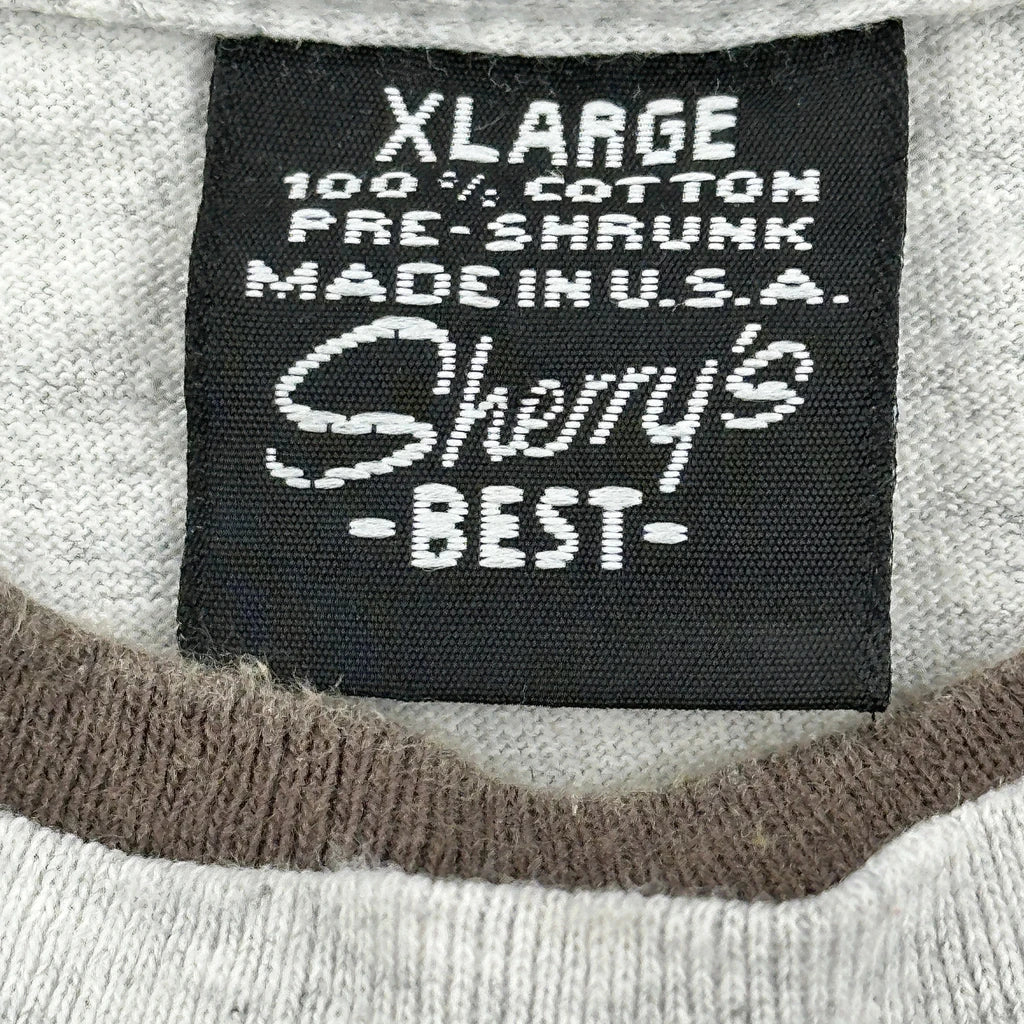 XLARGE
100 % COTTON
PRE-SHRUNK
MADE IN U.S.A.
Sherry's
-BEST-